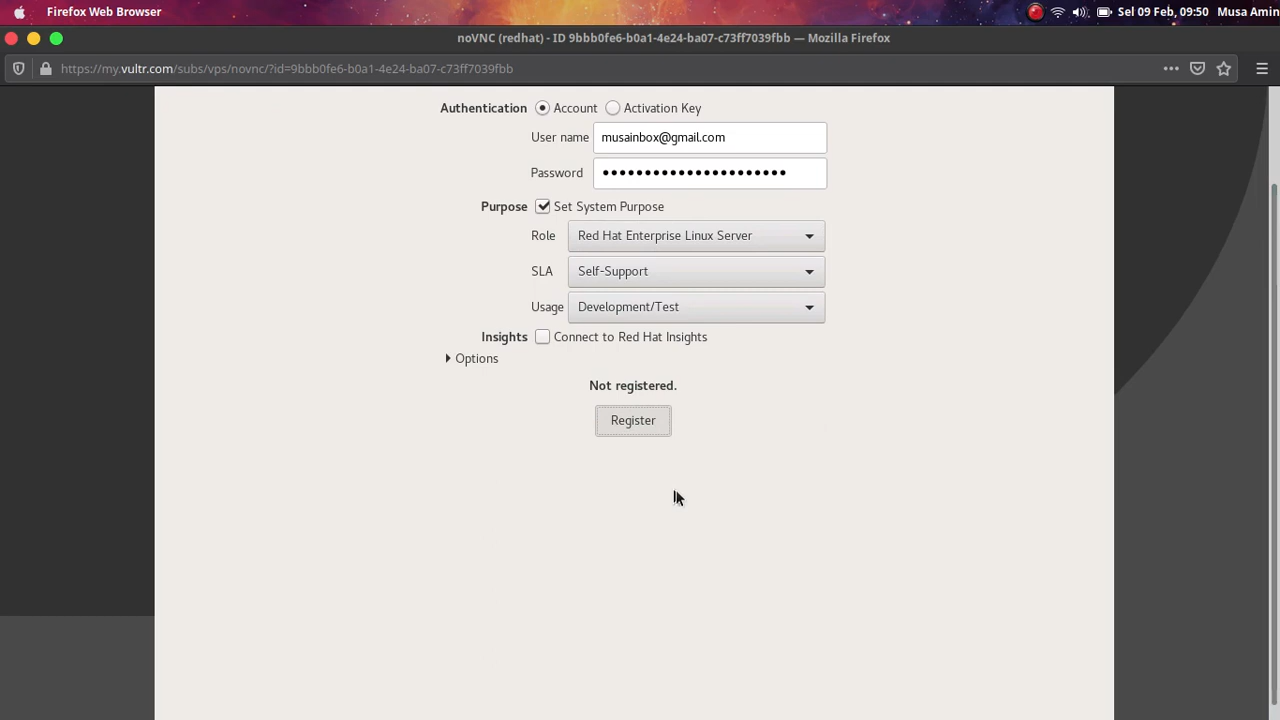 Firefox Web Browser
Sel 09 Feb, 09:50 Musa Amin
noVNC (redhat) - ID 9bbb0fe6-b0a1-4e24-ba07-c73ff7039fbb — Mozilla Firefox
https://my.vultr.com/subs/vps/novnc/?id=9bbb0fe6-b0a1-4e24-ba07-c73ff7039fbb
Authentication Account Activation Key
User name musainbox@gmail.com
Password ••••••••••••••••••••••
Purpose Set System Purpose
Role Red Hat Enterprise Linux Server
SLA Self-Support
Usage Development/Test
Insights Connect to Red Hat Insights
Options
Not registered.
Register